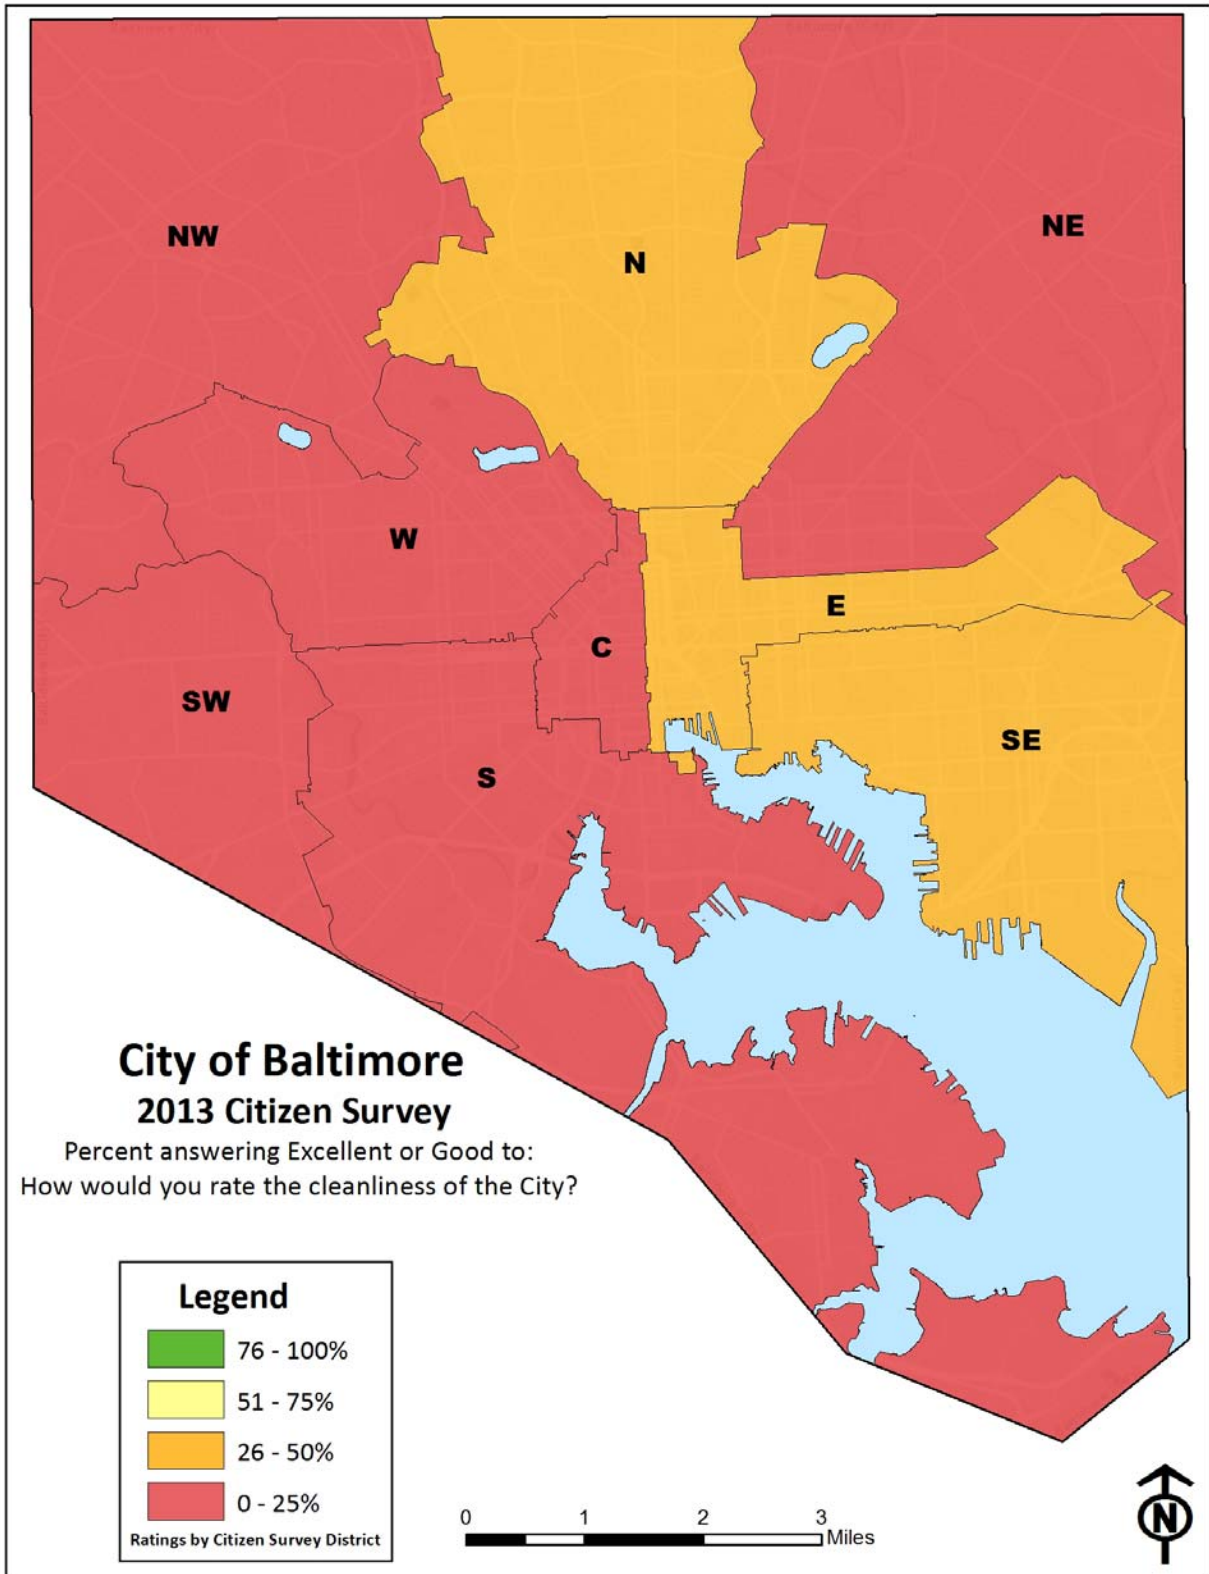 NW
NE
N
W
E
C
SW
SE
S
City of Baltimore
2013 Citizen Survey
Percent answering Excellent or Good to:
How would you rate the cleanliness of the City?
Legend
76 - 100%
51 - 75%
26 - 50%
0 - 25%
Ratings by Citizen Survey District
0 1 2 3
Miles
N